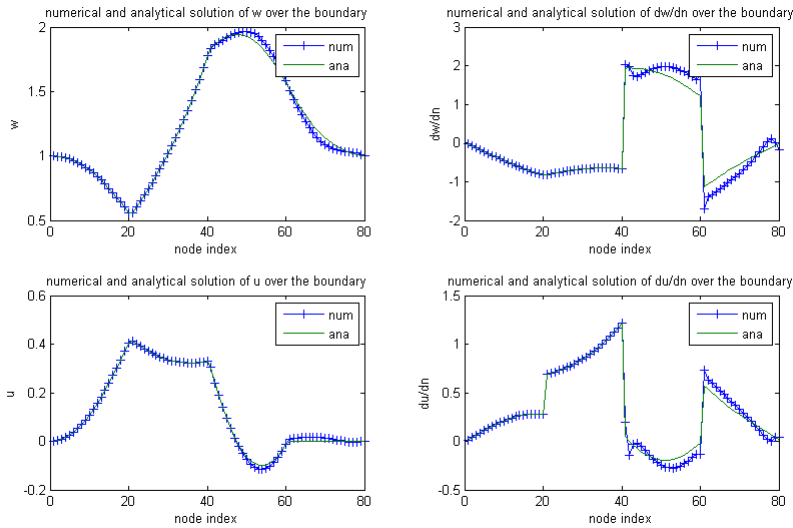 numerical and analytical solution of w over the boundary
2
1.5
1
0.5
w
0 20 40 60 80
node index
num
ana
numerical and analytical solution of dw/dn over the boundary
3
2
1
0
-1
-2
dw/dn
0 20 40 60 80
node index
num
ana
numerical and analytical solution of u over the boundary
0.6
0.4
0.2
0
-0.2
u
0 20 40 60 80
node index
num
ana
numerical and analytical solution of du/dn over the boundary
1.5
1
0.5
0
-0.5
du/dn
0 20 40 60 80
node index
num
ana